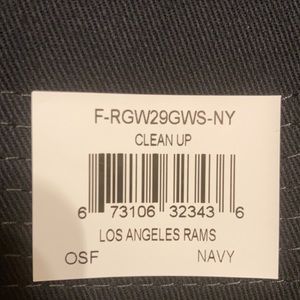 F-RGW29GWS-NY
CLEAN UP
6 73106 32343 6
LOS ANGELES RAMS
OSF NAVY